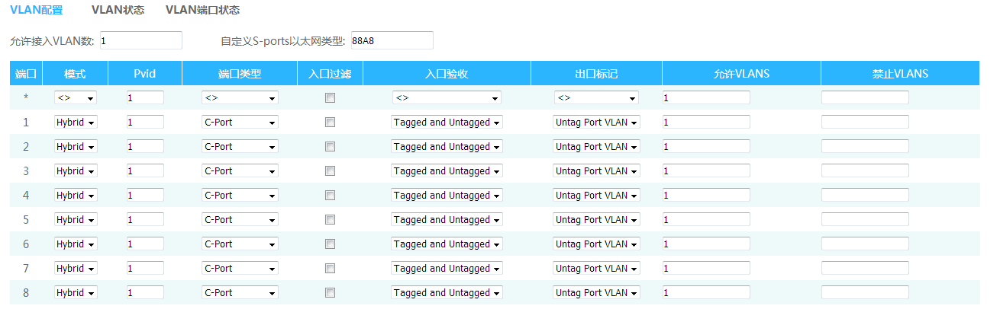 VLAN配置 VLAN状态 VLAN端口状态
允许接入VLAN数: 1 自定义S-ports以太网类型: 88A8
端口 模式 Pvid 端口类型 入口过滤 入口验收 出口标记 允许VLANS 禁止VLANS
* <> 1 <> <> <> 1
1 Hybrid 1 C-Port Tagged and Untagged Untag Port VLAN 1
2 Hybrid 1 C-Port Tagged and Untagged Untag Port VLAN 1
3 Hybrid 1 C-Port Tagged and Untagged Untag Port VLAN 1
4 Hybrid 1 C-Port Tagged and Untagged Untag Port VLAN 1
5 Hybrid 1 C-Port Tagged and Untagged Untag Port VLAN 1
6 Hybrid 1 C-Port Tagged and Untagged Untag Port VLAN 1
7 Hybrid 1 C-Port Tagged and Untagged Untag Port VLAN 1
8 Hybrid 1 C-Port Tagged and Untagged Untag Port VLAN 1